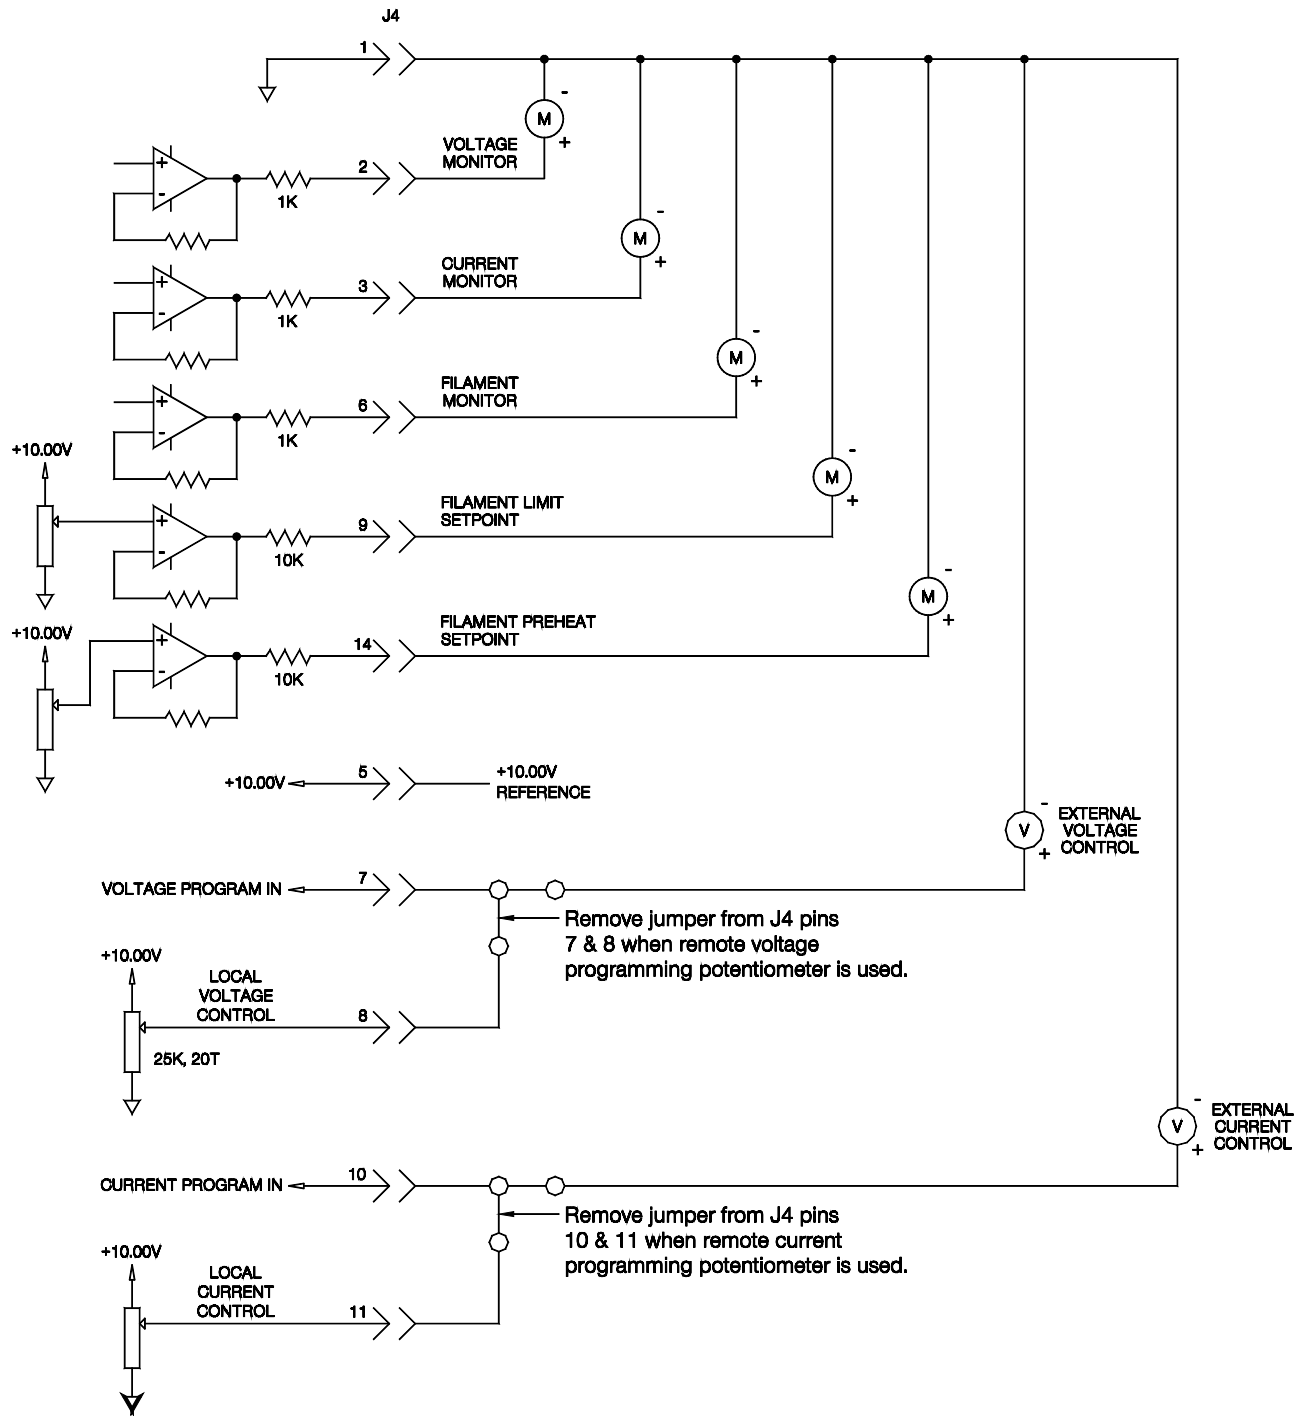 J4
1
-
M
+
VOLTAGE
MONITOR
2
+
-
1K
-
M
+
CURRENT
MONITOR
3
+
-
1K
-
M
+
FILAMENT
MONITOR
6
+
-
1K
+10.00V
-
M
+
FILAMENT LIMIT
SETPOINT
9
+
-
10K
+10.00V
-
M
+
FILAMENT PREHEAT
SETPOINT
14
+
-
10K
+10.00V
5
+10.00V
REFERENCE
-
V
+
EXTERNAL
VOLTAGE
CONTROL
VOLTAGE PROGRAM IN
7
Remove jumper from J4 pins
7 & 8 when remote voltage
programming potentiometer is used.
+10.00V
LOCAL
VOLTAGE
CONTROL
8
25K, 20T
-
V
+
EXTERNAL
CURRENT
CONTROL
CURRENT PROGRAM IN
10
Remove jumper from J4 pins
10 & 11 when remote current
programming potentiometer is used.
+10.00V
LOCAL
CURRENT
CONTROL
11